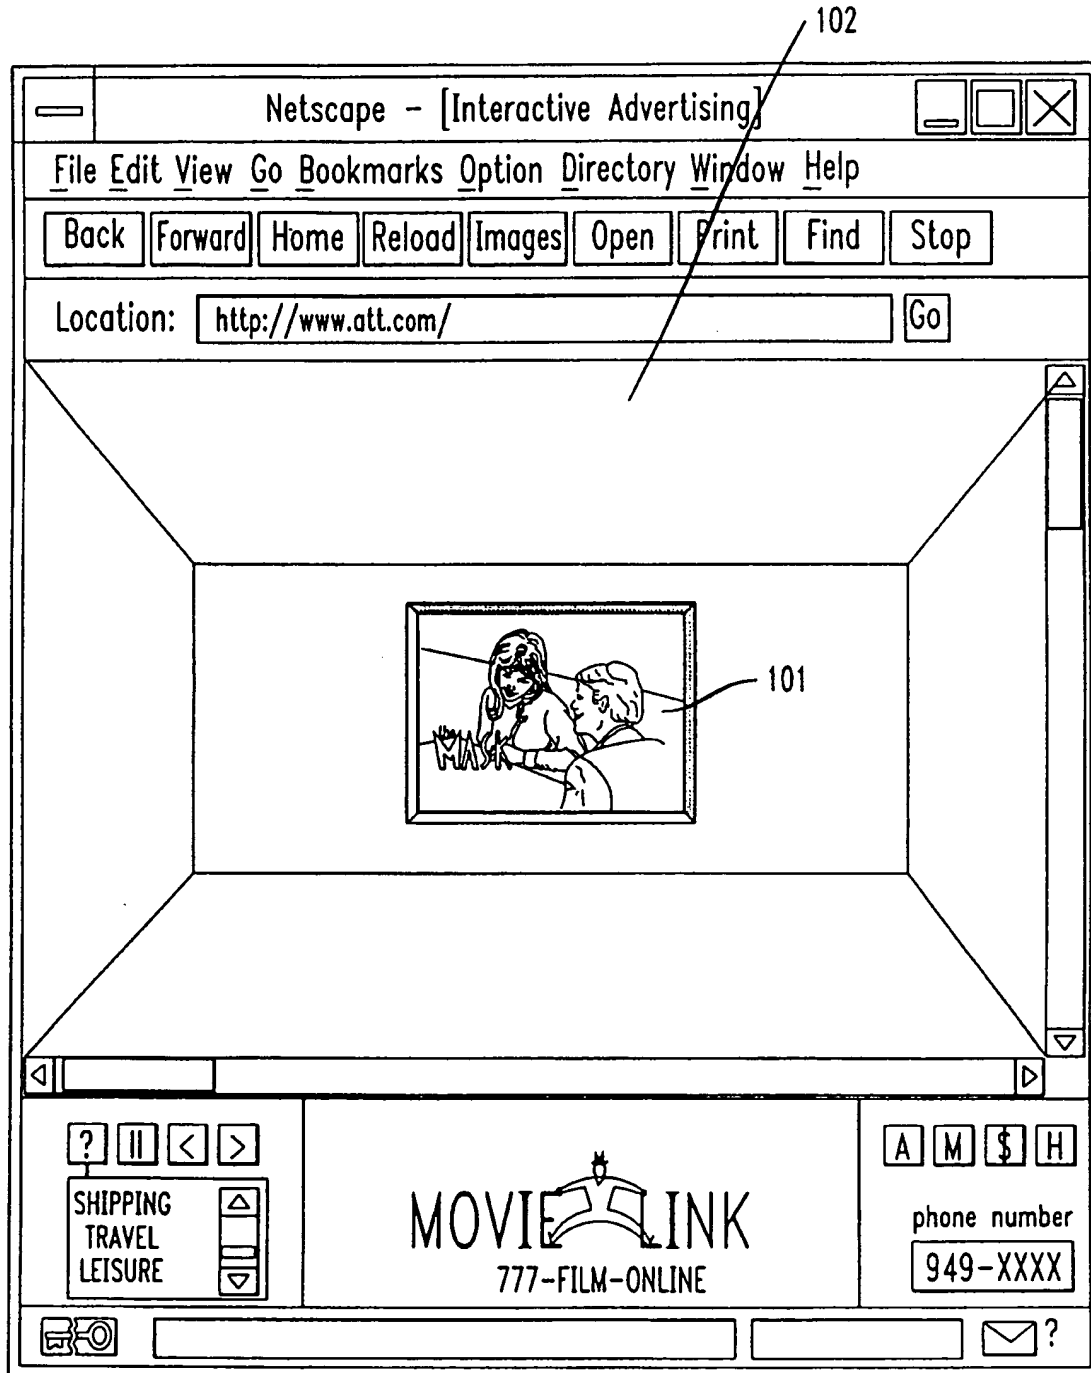 102
Netscape - [Interactive Advertising]
File Edit View Go Bookmarks Option Directory Window Help
Back Forward Home Reload Images Open Print Find Stop
Location: http://www.att.com/ Go
101
the MASK
? II < > A M $ H
SHIPPING
TRAVEL
LEISURE
MOVIE LINK
777-FILM-ONLINE
phone number
949-XXXX
?